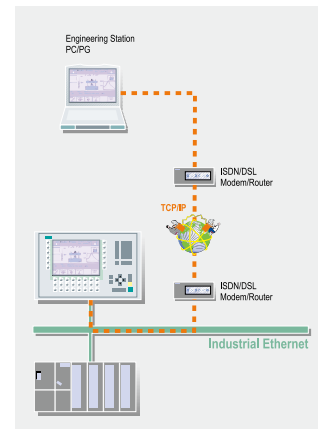 Engineering Station
PC/PG
ISDN/DSL
Modem/Router
TCP/IP
ISDN/DSL
Modem/Router
Industrial Ethernet